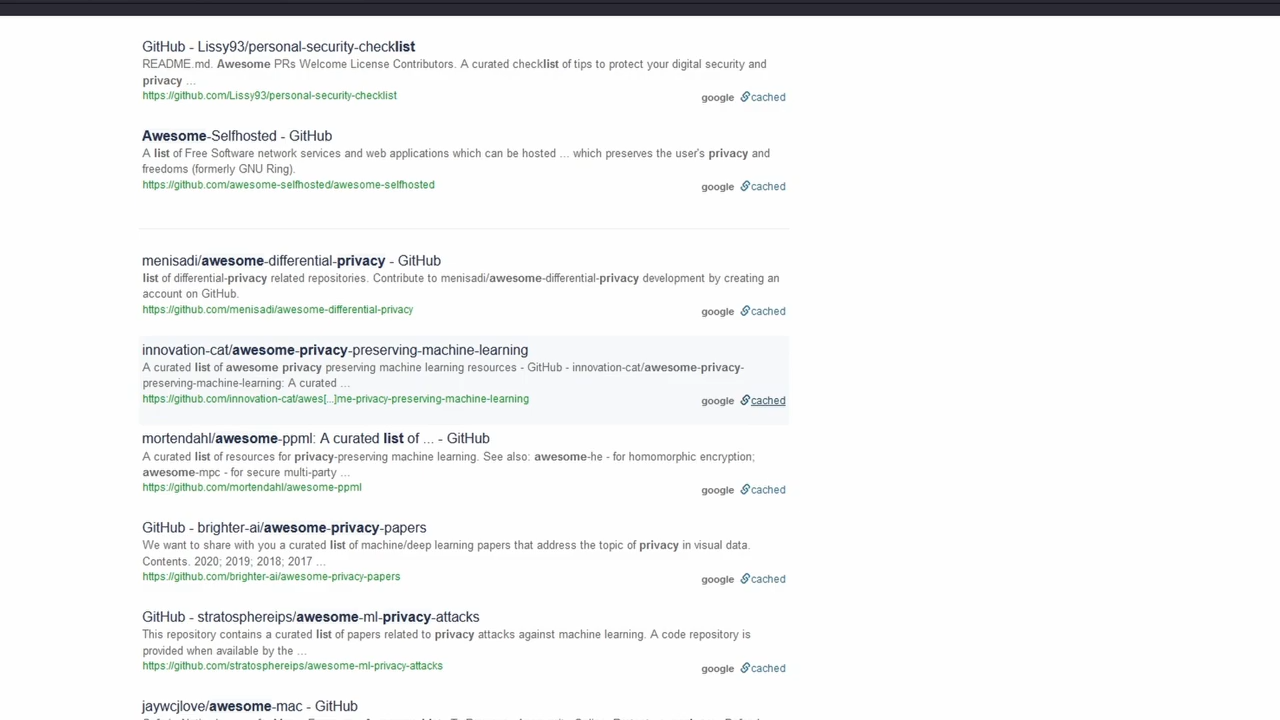 GitHub - Lissy93/personal-security-checklist
README.md. Awesome PRs Welcome License Contributors. A curated checklist of tips to protect your digital security and
privacy ...
https://github.com/Lissy93/personal-security-checklist
google cached
Awesome-Selfhosted - GitHub
A list of Free Software network services and web applications which can be hosted ... which preserves the user's privacy and
freedoms (formerly GNU Ring).
https://github.com/awesome-selfhosted/awesome-selfhosted
google cached
menisadi/awesome-differential-privacy - GitHub
list of differential-privacy related repositories. Contribute to menisadi/awesome-differential-privacy development by creating an
account on GitHub.
https://github.com/menisadi/awesome-differential-privacy
google cached
innovation-cat/awesome-privacy-preserving-machine-learning
A curated list of awesome privacy preserving machine learning resources - GitHub - innovation-cat/awesome-privacy-
preserving-machine-learning: A curated ...
https://github.com/innovation-cat/awes[...]me-privacy-preserving-machine-learning
google cached
mortendahl/awesome-ppml: A curated list of ... - GitHub
A curated list of resources for privacy-preserving machine learning. See also: awesome-he - for homomorphic encryption;
awesome-mpc - for secure multi-party ...
https://github.com/mortendahl/awesome-ppml
google cached
GitHub - brighter-ai/awesome-privacy-papers
We want to share with you a curated list of machine/deep learning papers that address the topic of privacy in visual data.
Contents. 2020; 2019; 2018; 2017 ...
https://github.com/brighter-ai/awesome-privacy-papers
google cached
GitHub - stratosphereips/awesome-ml-privacy-attacks
This repository contains a curated list of papers related to privacy attacks against machine learning. A code repository is
provided when available by the ...
https://github.com/stratosphereips/awesome-ml-privacy-attacks
google cached
jaywcjlove/awesome-mac - GitHub